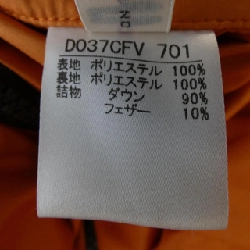 D037CFV 701
表地 ポリエステル 100%
裏地 ポリエステル 100%
詰物 ダウン 90%
フェザー 10%